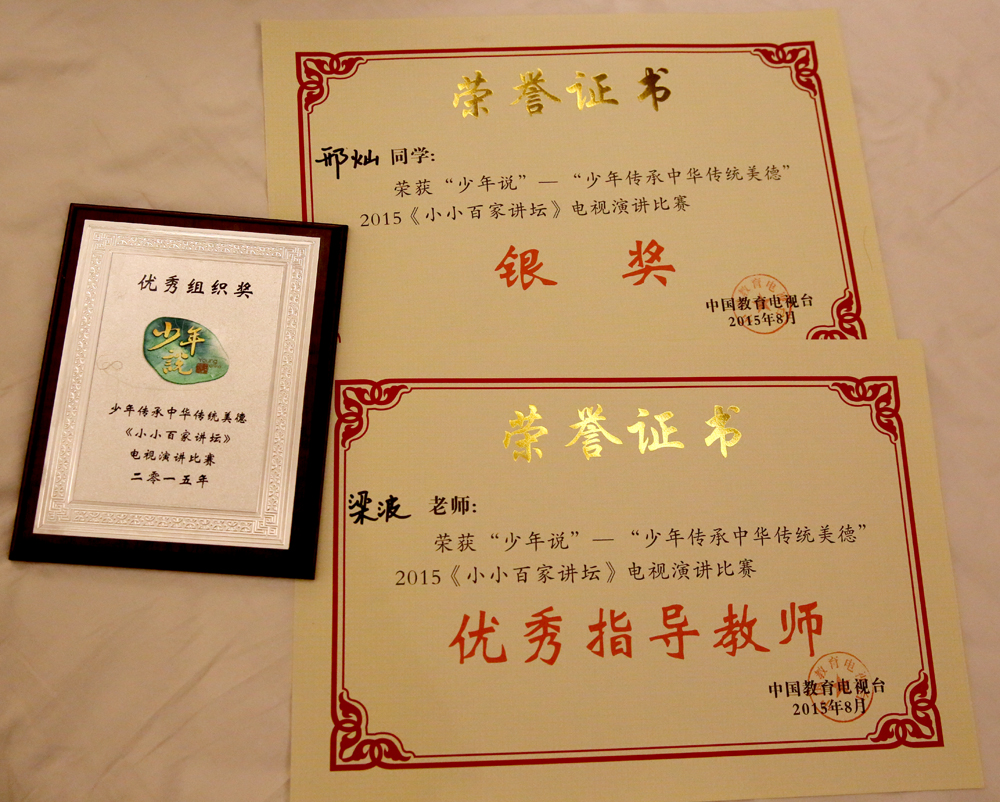 优秀组织奖
少年
说
少年传承中华传统美德
《小小百家讲坛》
电视演讲比赛
二零一五年
荣誉证书
邢灿 同学:
荣获“少年说”—“少年传承中华传统美德”
2015《小小百家讲坛》电视演讲比赛
银 奖
中国教育电视台
2015年8月
荣誉证书
梁波 老师:
荣获“少年说”—“少年传承中华传统美德”
2015《小小百家讲坛》电视演讲比赛
优秀指导教师
中国教育电视台
2015年8月